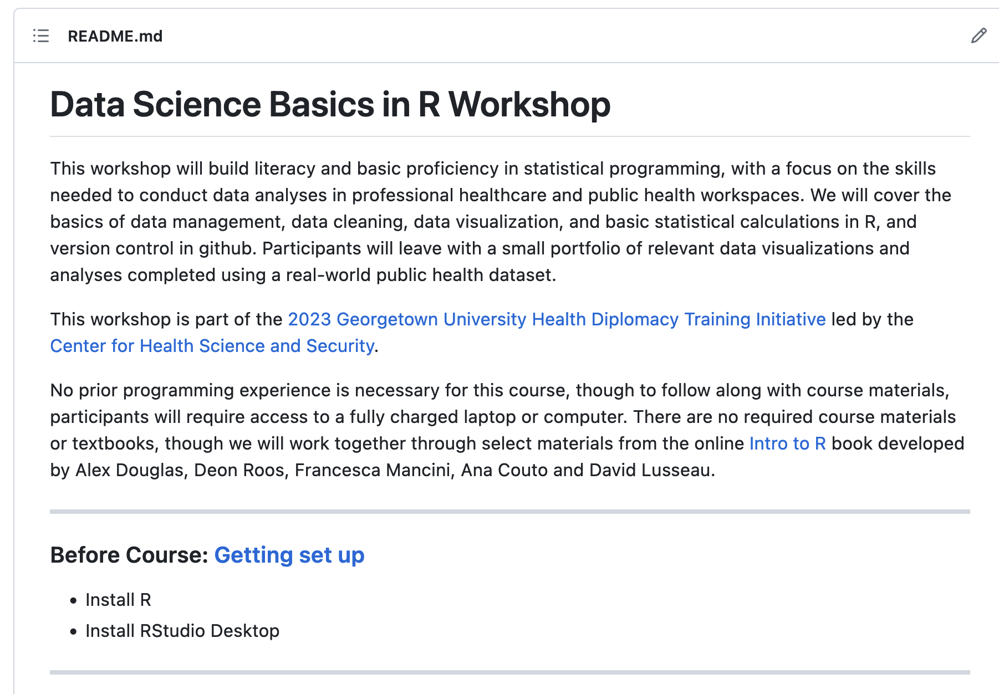 README.md
Data Science Basics in R Workshop
This workshop will build literacy and basic proficiency in statistical programming, with a focus on the skills
needed to conduct data analyses in professional healthcare and public health workspaces. We will cover the
basics of data management, data cleaning, data visualization, and basic statistical calculations in R, and
version control in github. Participants will leave with a small portfolio of relevant data visualizations and
analyses completed using a real-world public health dataset.
This workshop is part of the 2023 Georgetown University Health Diplomacy Training Initiative led by the
Center for Health Science and Security.
No prior programming experience is necessary for this course, though to follow along with course materials,
participants will require access to a fully charged laptop or computer. There are no required course materials
or textbooks, though we will work together through select materials from the online Intro to R book developed
by Alex Douglas, Deon Roos, Francesca Mancini, Ana Couto and David Lusseau.
Before Course: Getting set up
• Install R
• Install RStudio Desktop